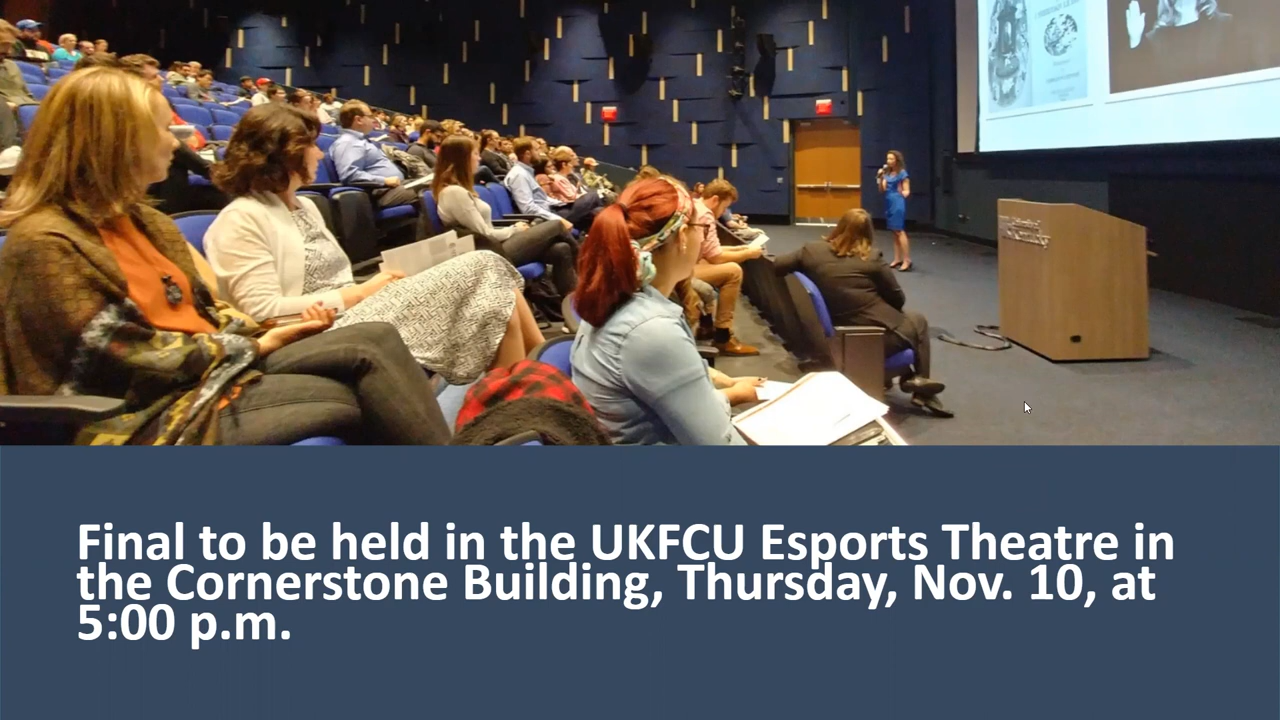 Final to be held in the UKFCU Esports Theatre in
the Cornerstone Building, Thursday, Nov. 10, at
5:00 p.m.